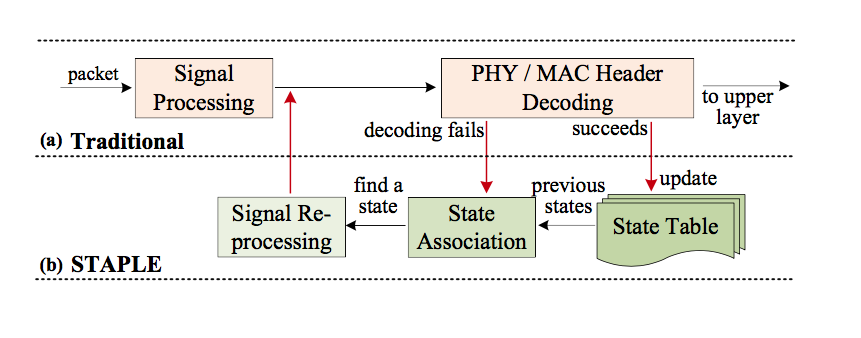 packet
Signal
Processing
PHY / MAC Header
Decoding
to upper
layer
decoding fails
succeeds
(a) Traditional
find a
state
previous
states
update
Signal Re-
processing
State
Association
State Table
(b) STAPLE